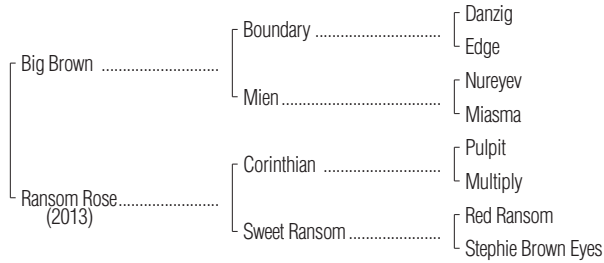 Danzig
Boundary ................................
Edge
Big Brown ..............................
Nureyev
Mien .........................................
Miasma
Pulpit
Corinthian ..............................
Multiply
Ransom Rose ..........................
(2013)
Red Ransom
Sweet Ransom ........................
Stephie Brown Eyes